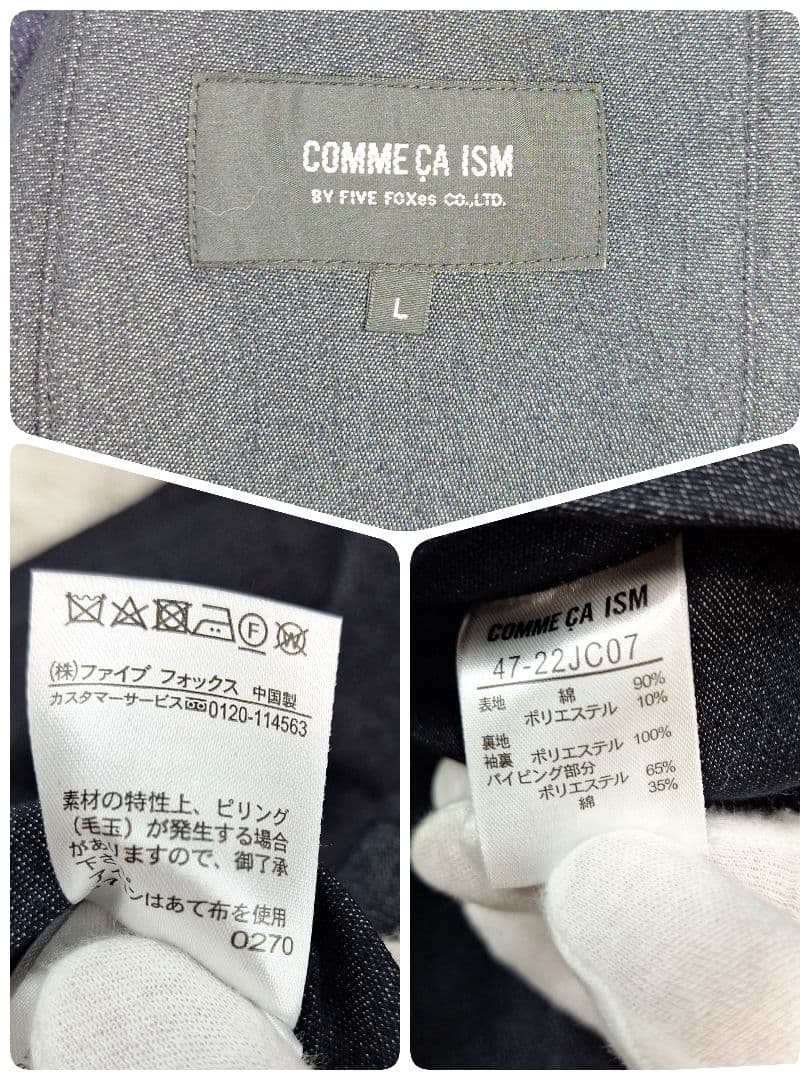 COMME ÇA ISM
BY FIVE FOXes CO.,LTD.
L
(株)ファイブ フォックス 中国製
カスタマーサービス 0120-114563
素材の特性上、ピリング
(毛玉)が発生する場合
がありますので、御了承
下さい。
はあて布を使用
0270
COMME ÇA ISM
47-22JC07
表地 綿 90%
ポリエステル 10%
裏地
袖裏 ポリエステル 100%
パイピング部分
ポリエステル 65%
綿 35%